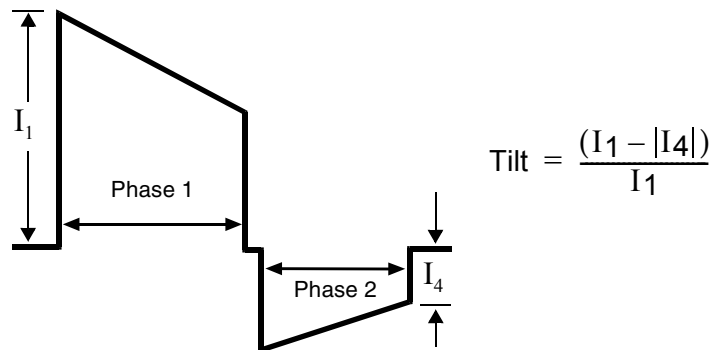 I1
Phase 1
Phase 2
I4
Tilt = (I1 – |I4|) / I1